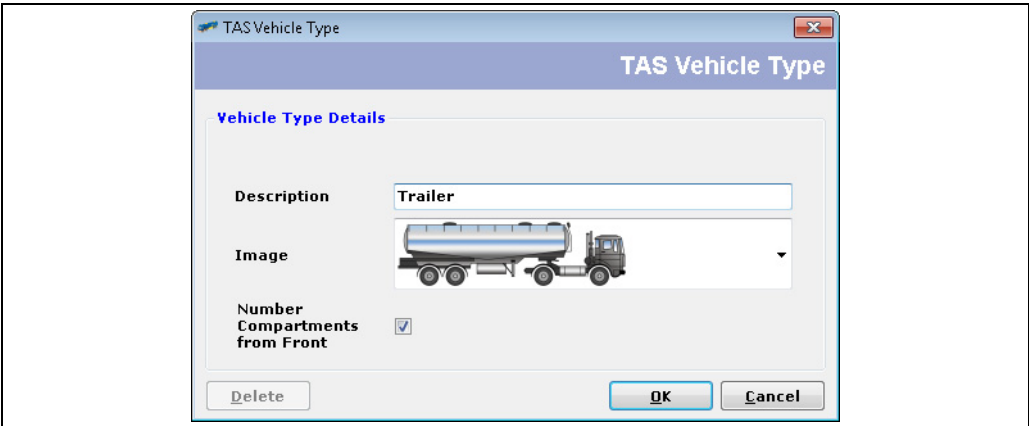 TAS Vehicle Type
TAS Vehicle Type
Vehicle Type Details
Description
Trailer
Image
Number
Compartments
from Front
Delete
OK
Cancel